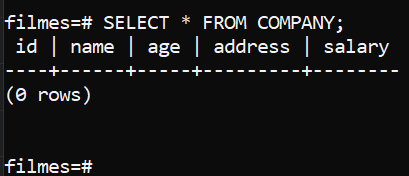 filmes=# SELECT * FROM COMPANY;
 id | name | age | address | salary
----+------+-----+---------+--------
(0 rows)
filmes=#